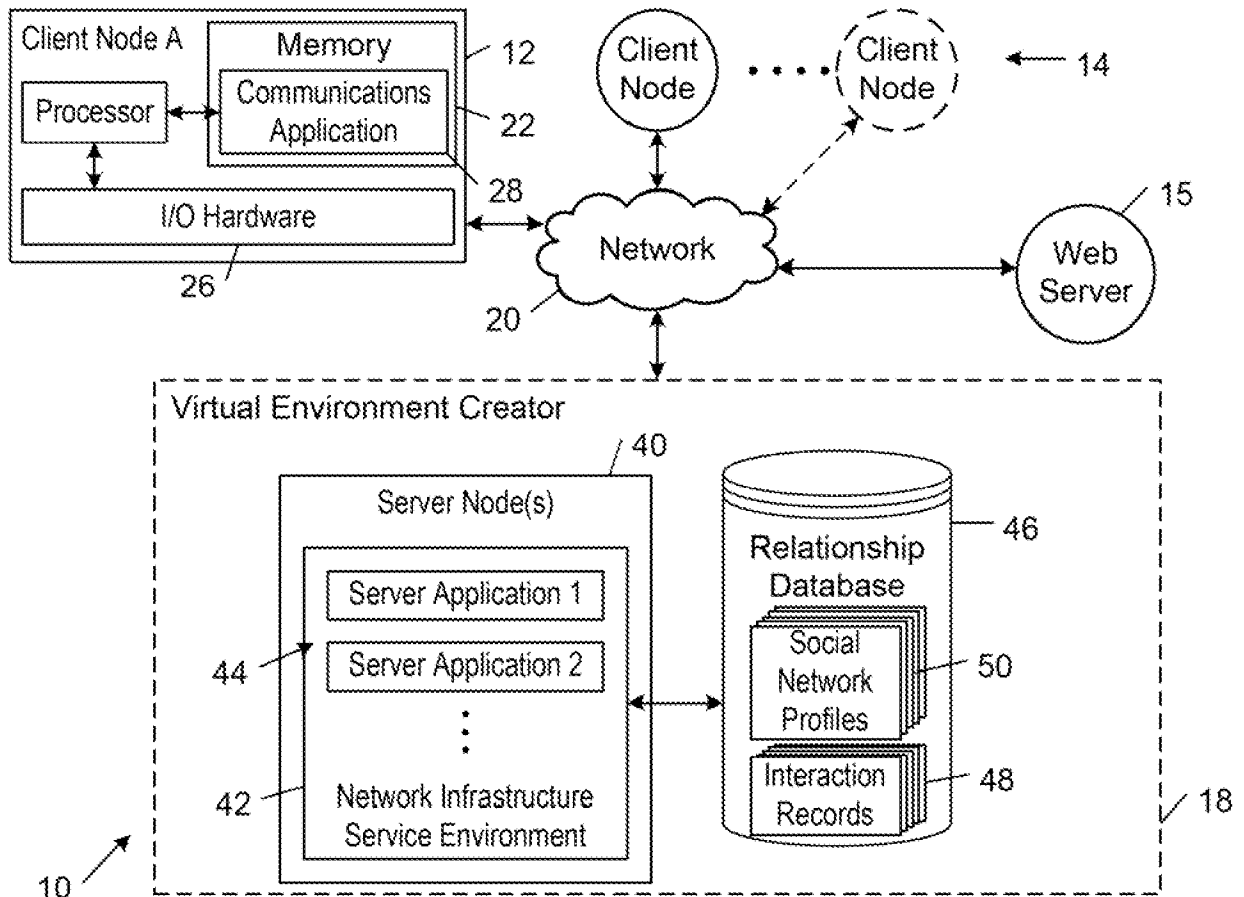 Client Node A
Memory
12
Client
Node
Client
Node
14
Processor
Communications
Application
22
28
I/O Hardware
26
Network
20
15
Web
Server
Virtual Environment Creator
40
Server Node(s)
46
Relationship
Database
Server Application 1
44
Server Application 2
Social
Network
Profiles
50
42
Network Infrastructure
Service Environment
Interaction
Records
48
18
10